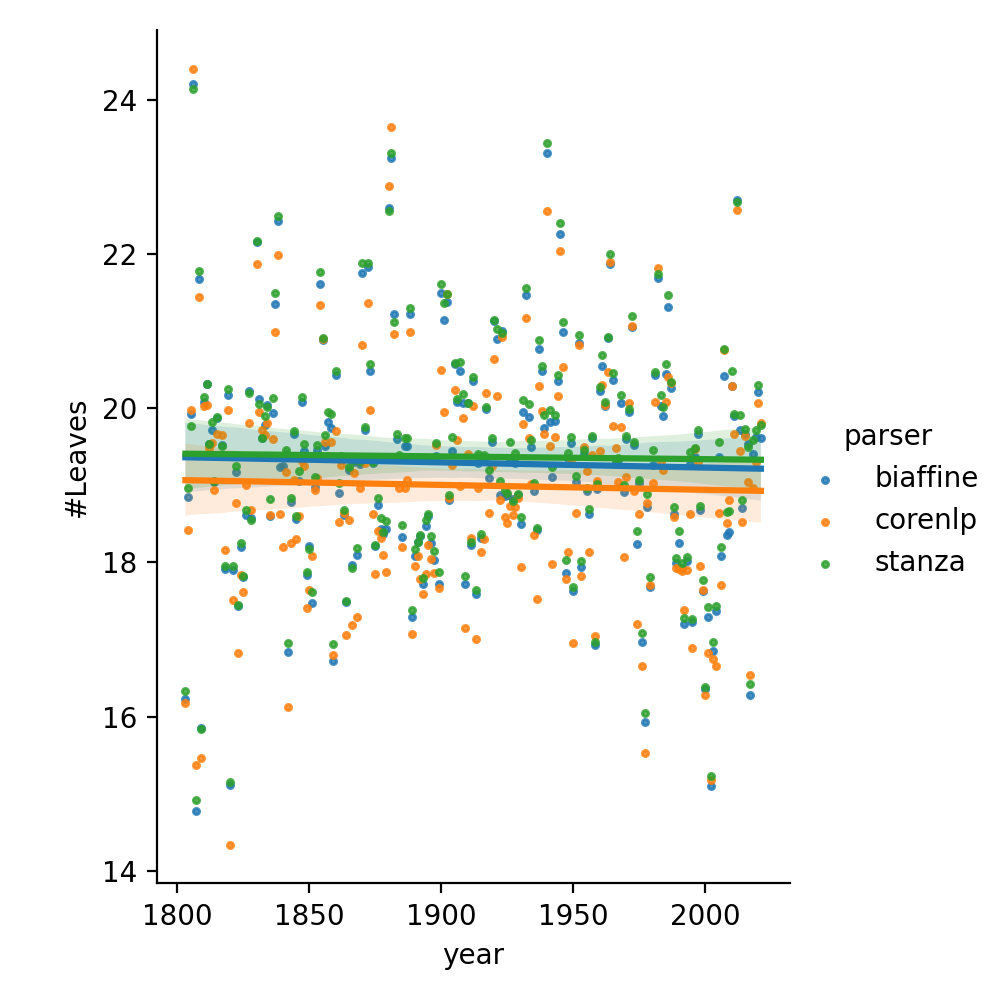 24
22
20
18
16
14
#Leaves
1800 1850 1900 1950 2000
year
parser
biaffine
corenlp
stanza